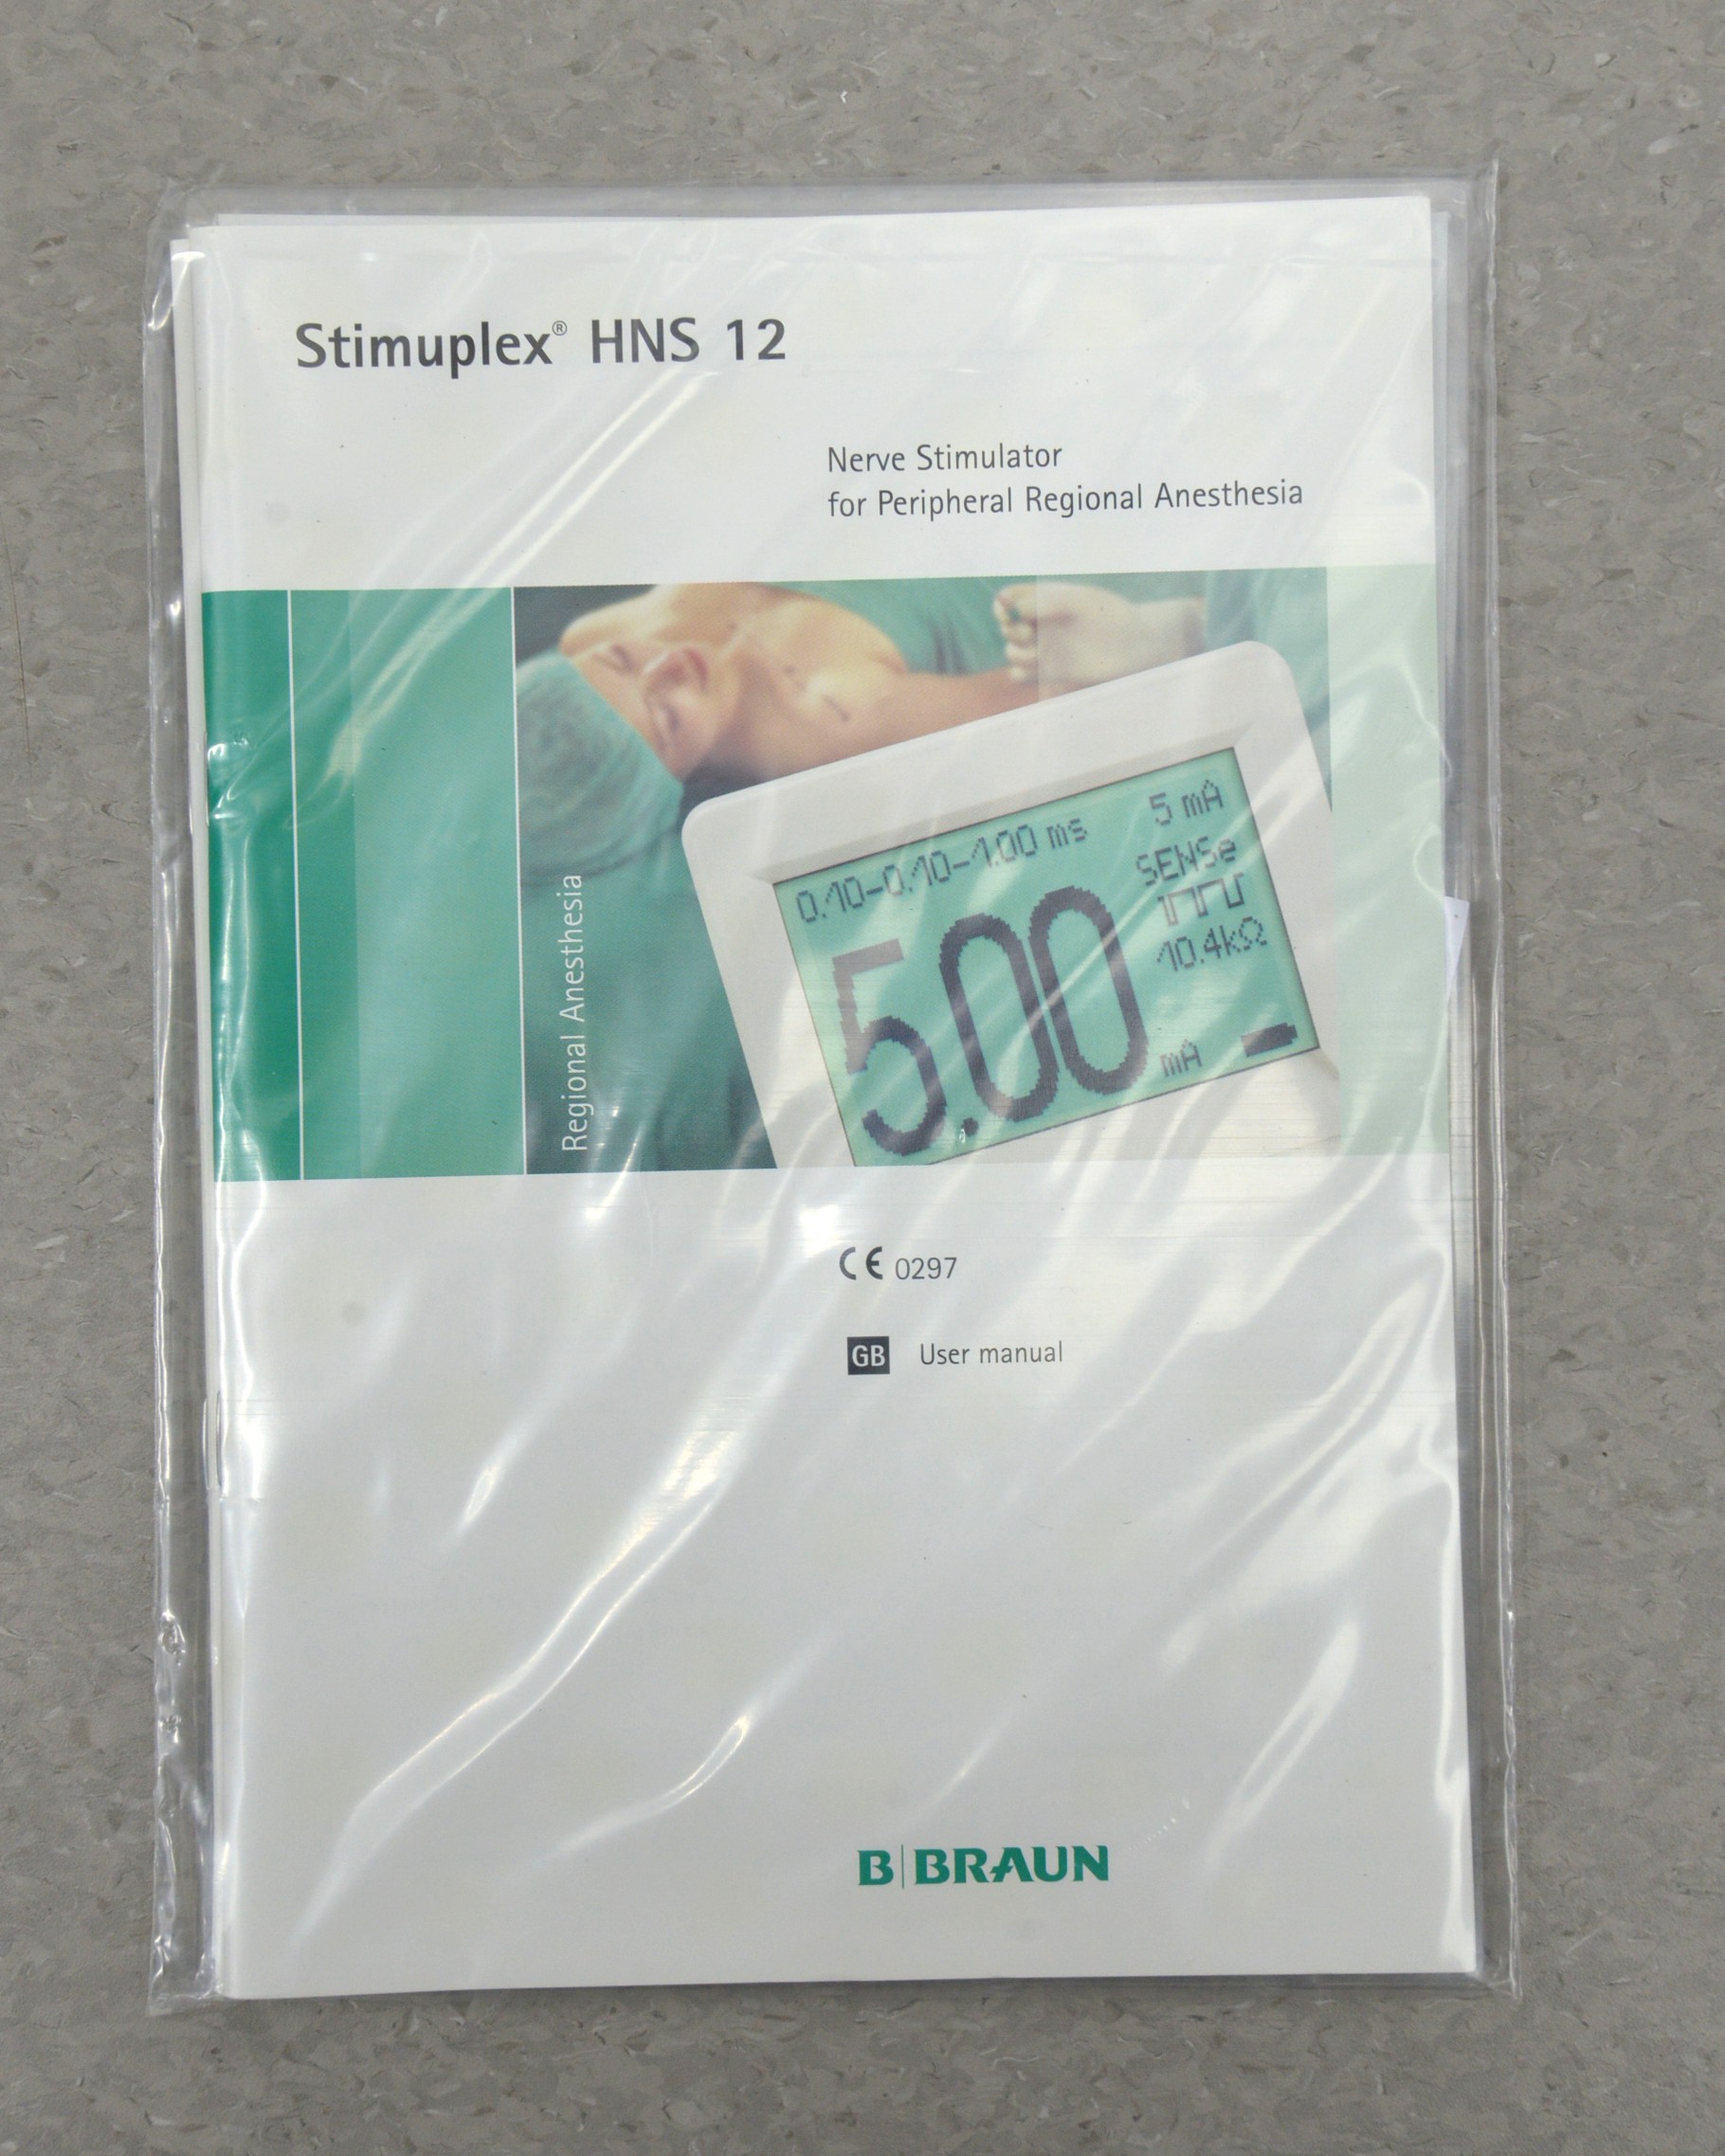 Stimuplex® HNS 12
Nerve Stimulator
for Peripheral Regional Anesthesia
Regional Anesthesia
0.10-0.10-1.00 ms
5 mA
SENSe
10.4kΩ
5.00 mA
CE 0297
GB User manual
B|BRAUN